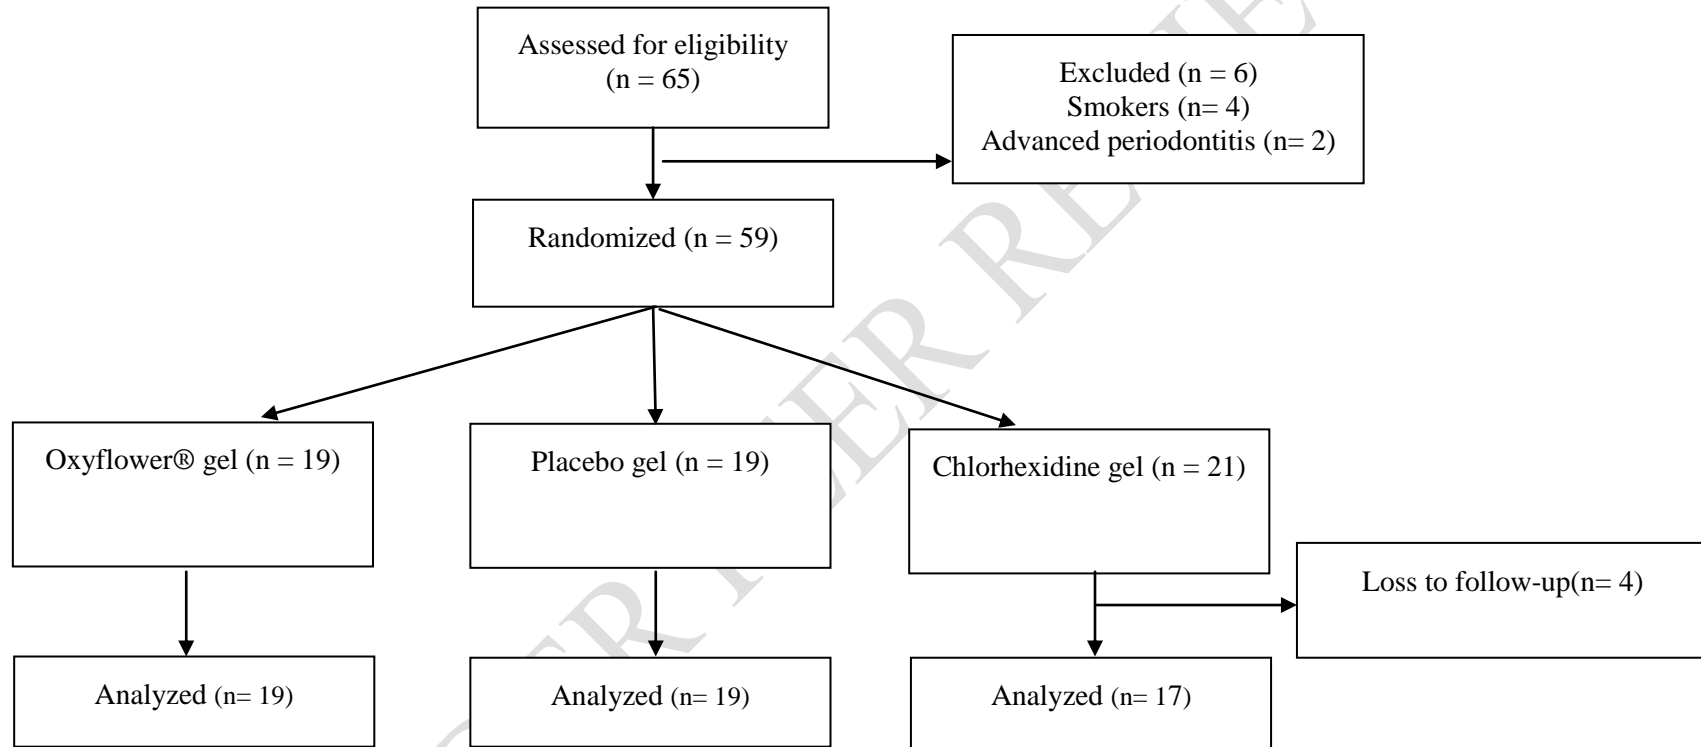 Assessed for eligibility
(n = 65)
Excluded (n = 6)
Smokers (n= 4)
Advanced periodontitis (n= 2)
Randomized (n = 59)
Oxyflower® gel (n = 19)
Placebo gel (n = 19)
Chlorhexidine gel (n = 21)
Loss to follow-up(n= 4)
Analyzed (n= 19)
Analyzed (n= 19)
Analyzed (n= 17)